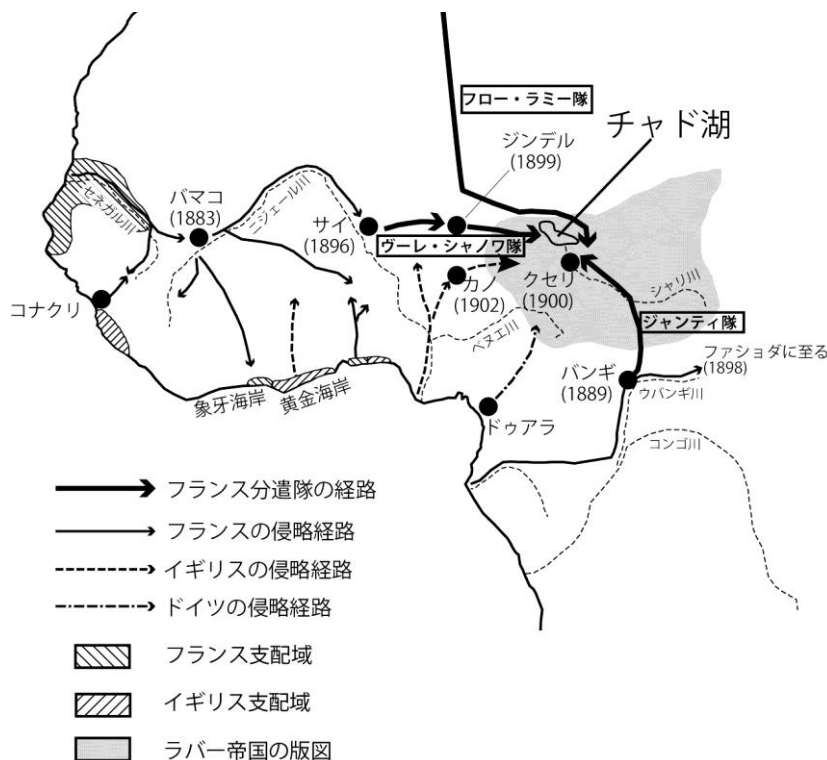 フロー・ラミー隊
チャド湖
ジンデル
(1899)
セネガル川
バマコ
(1883)
ニジェール川
サイ
(1896)
ヴーレ・シャノワ隊
カノ
(1902)
クセリ
(1900)
シャリ川
コナクリ
ベヌエ川
ジャンティ隊
ファショダに至る
(1898)
バンギ
(1889)
ウバンギ川
象牙海岸
黄金海岸
ドゥアラ
コンゴ川
フランス分遣隊の経路
フランスの侵略経路
イギリスの侵略経路
ドイツの侵略経路
フランス支配域
イギリス支配域
ラバー帝国の版図